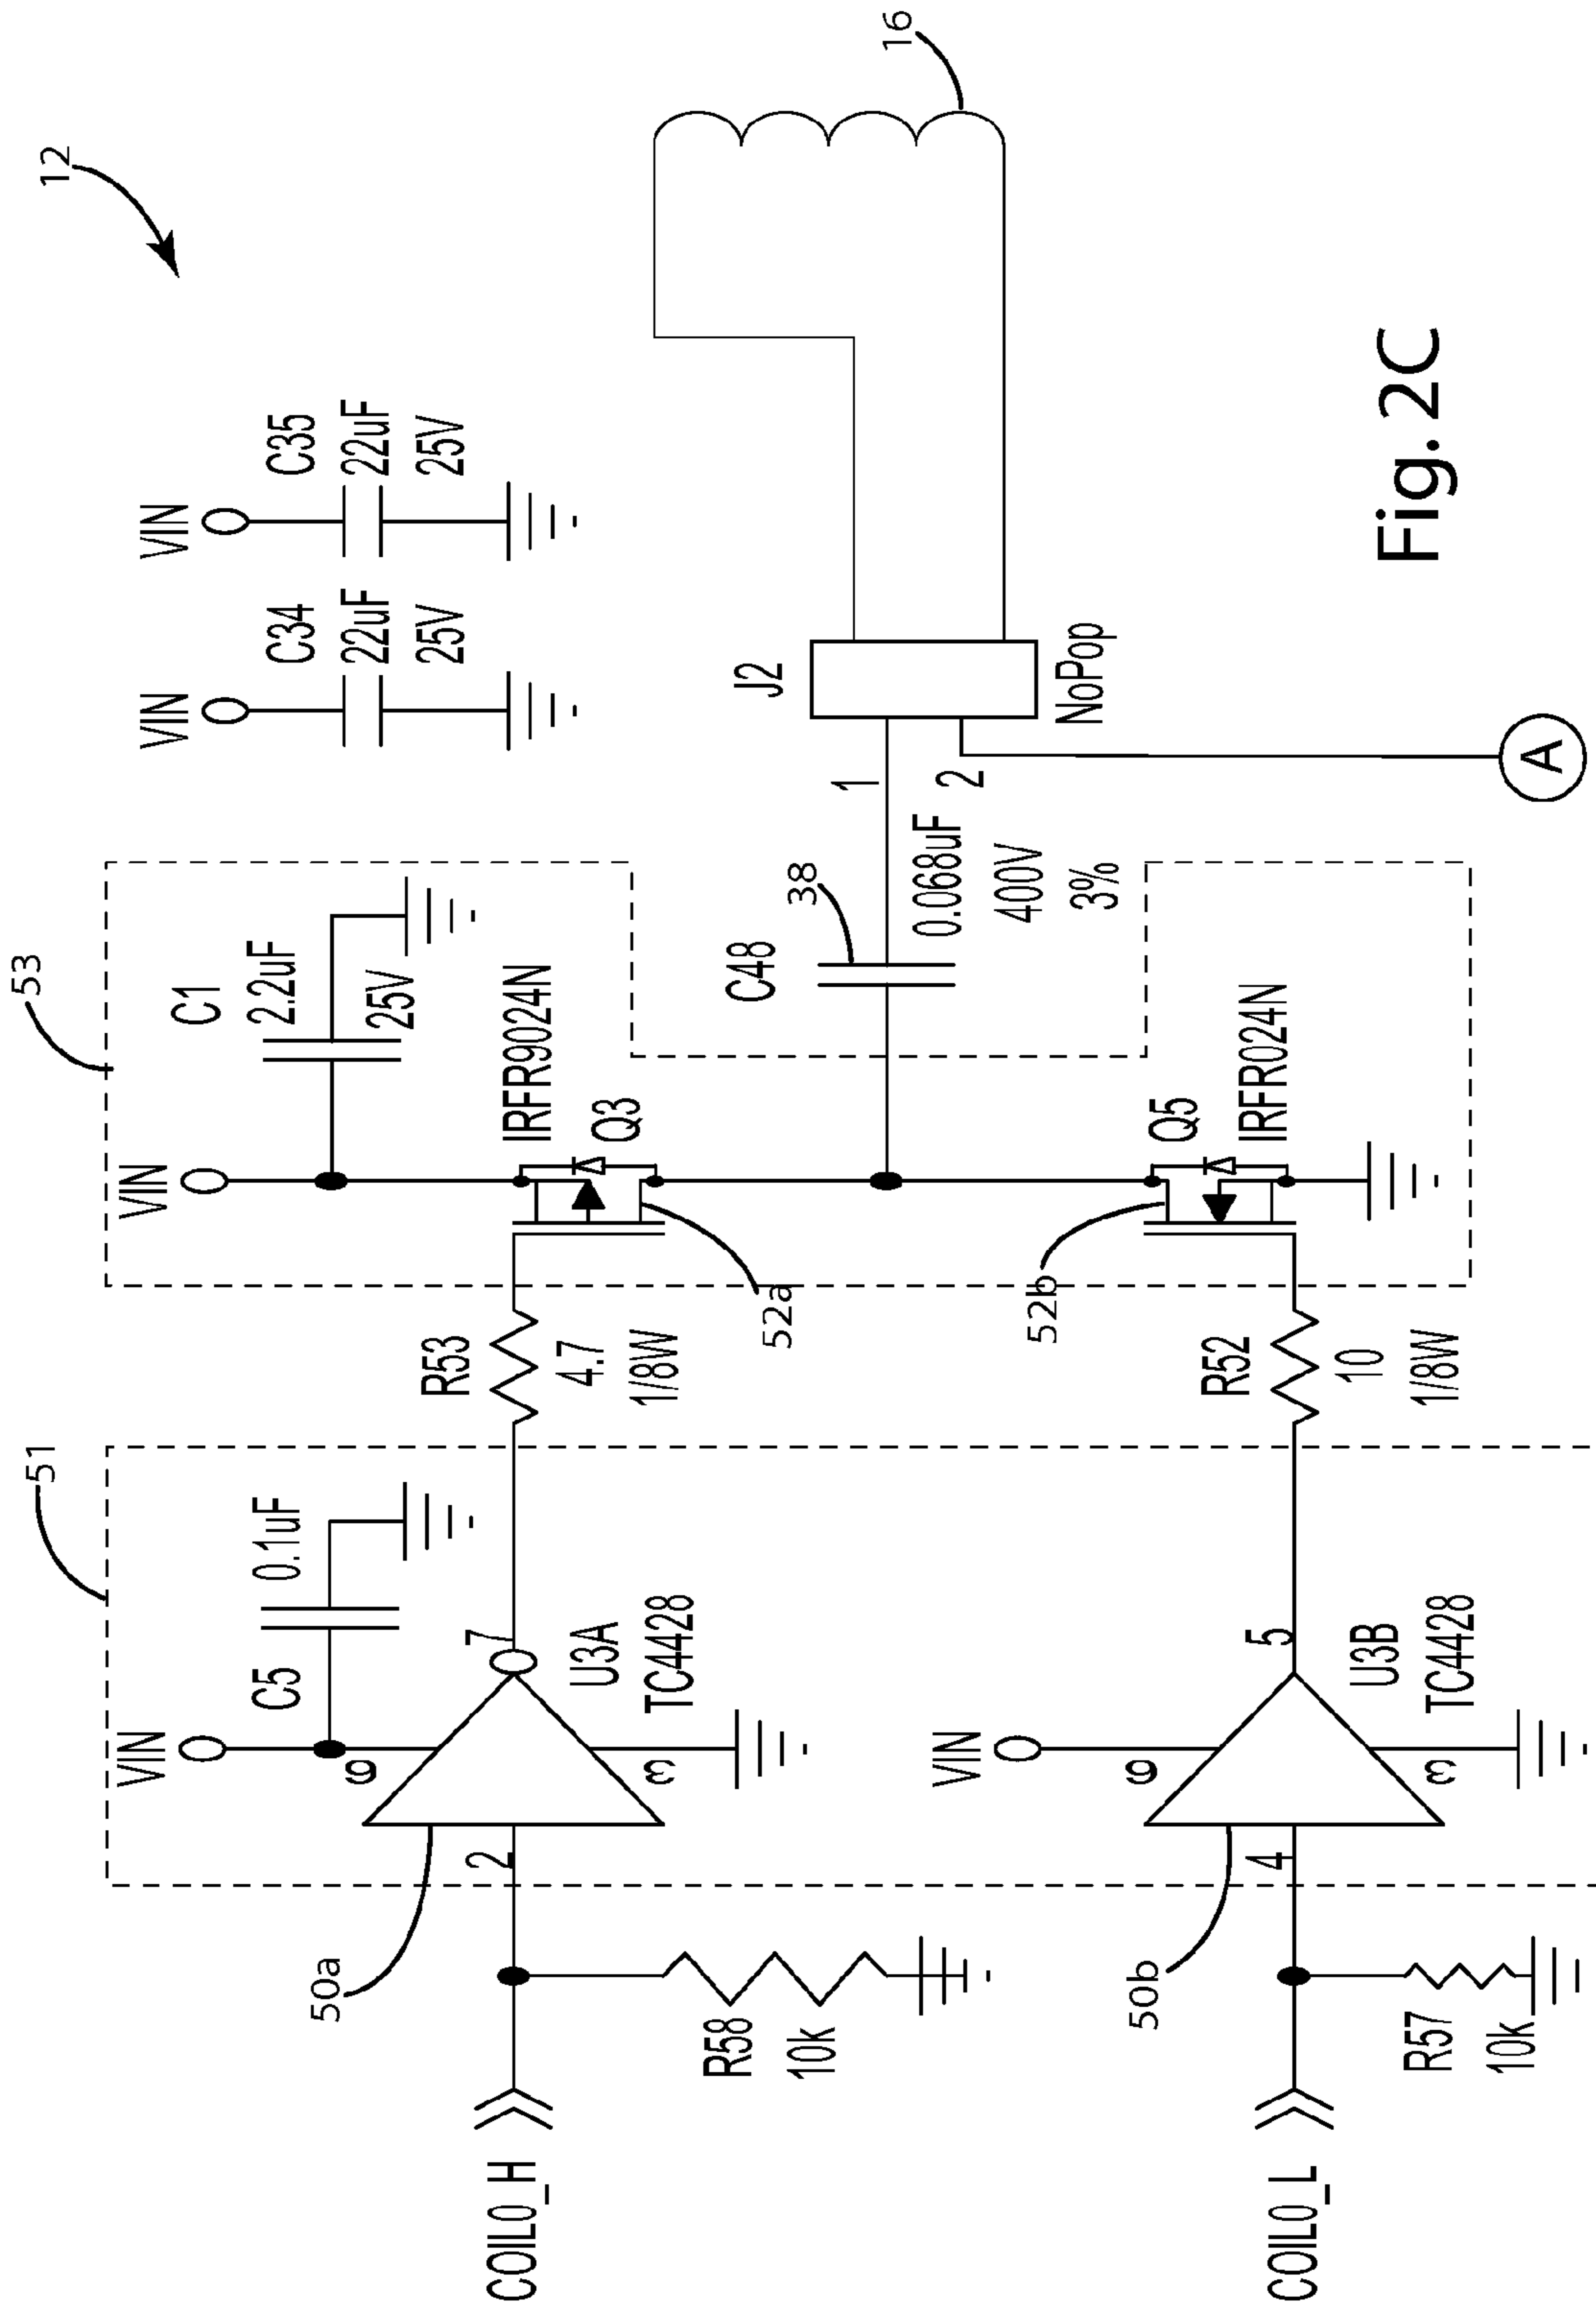 12
53
51
VIN
C5
0.1uF
6
2
7
3
U3A
TC4428
50a
COIL0_H
R58
10k
R53
4.7
1/8W
VIN
C1
2.2uF
25V
IRFR9024N
Q3
52a
VIN
C34
22uF
25V
VIN
C35
22uF
25V
C48
38
0.068uF
400V
3%
1
2
J2
NoPop
16
VIN
6
4
5
3
U3B
TC4428
50b
COIL0_L
R57
10k
R52
10
1/8W
52b
Q5
IRFR024N
A
Fig. 2C